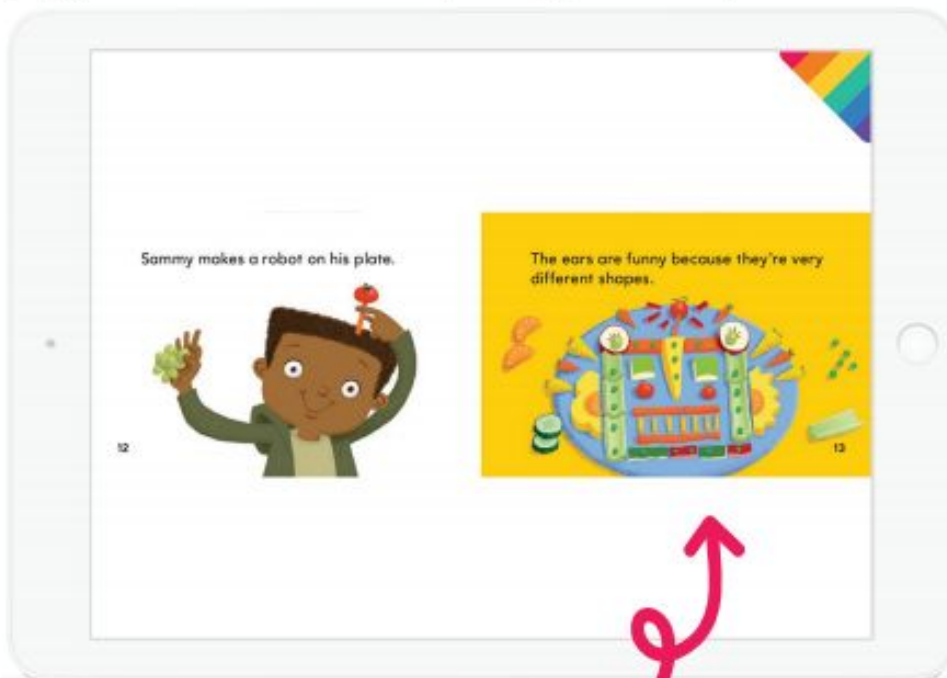 Sammy makes a robot on his plate.
12
The ears are funny because they're very
different shapes.
13